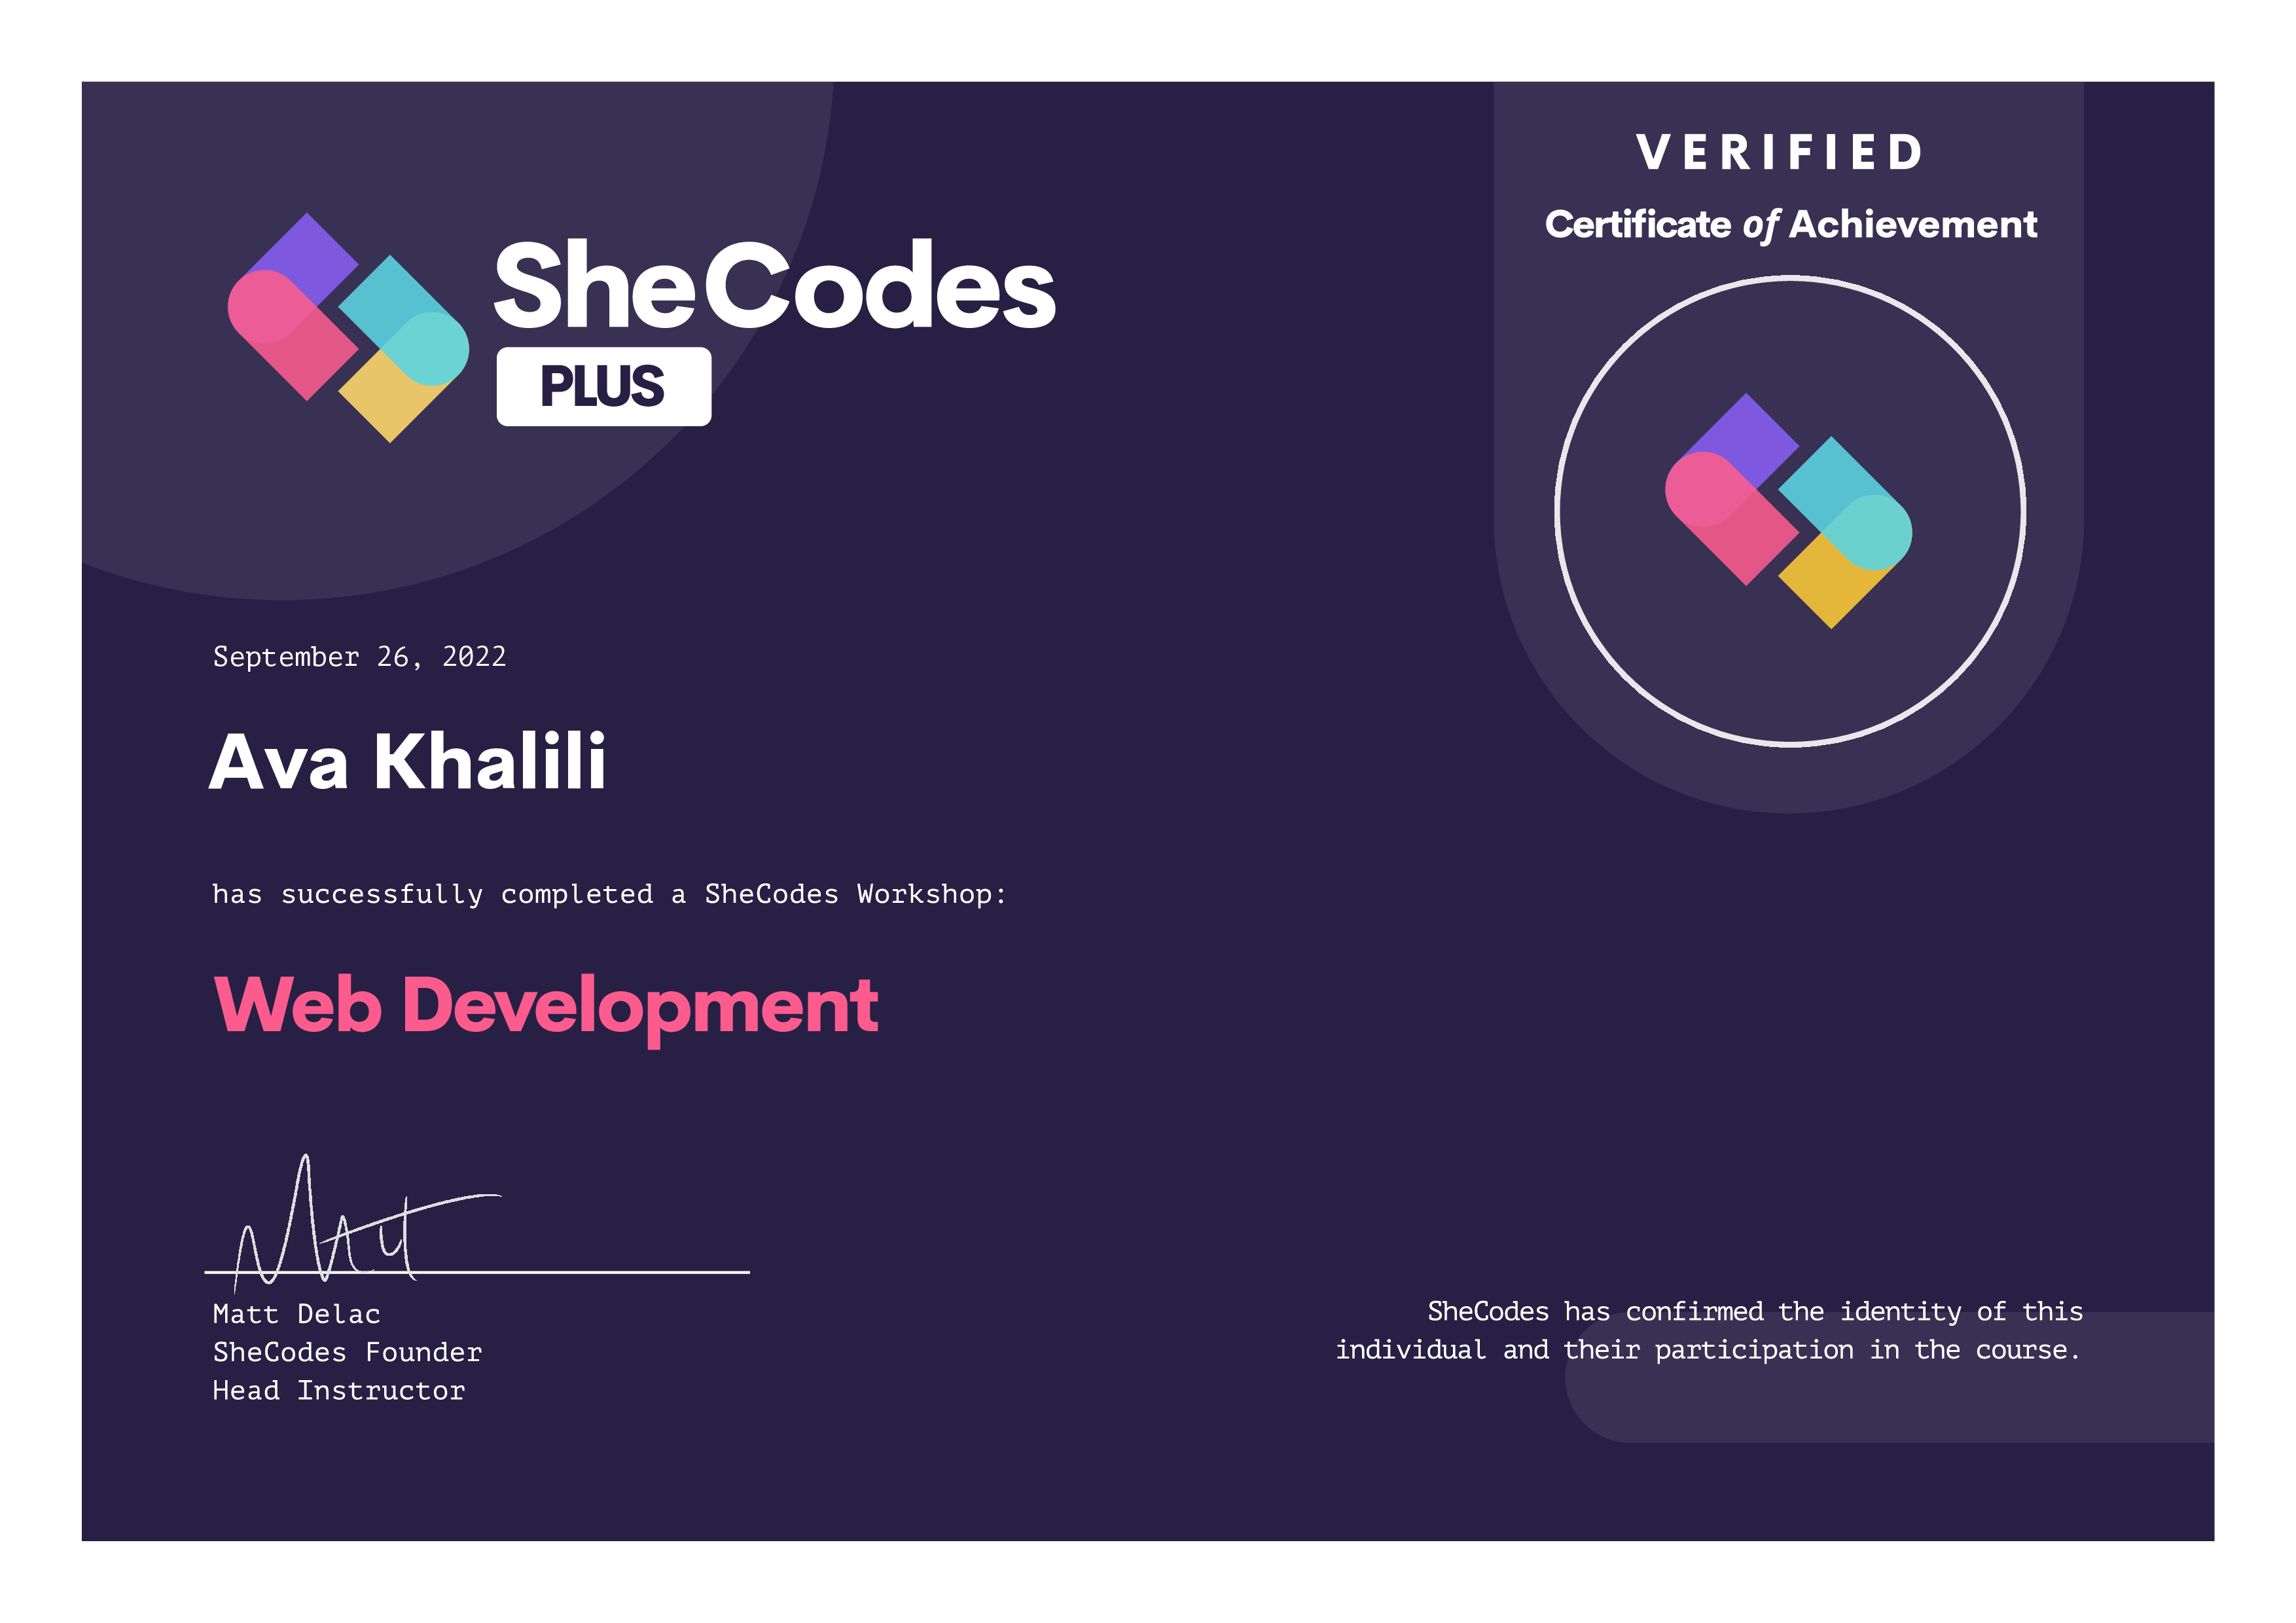 SheCodes
PLUS
VERIFIED
Certificate of Achievement
September 26, 2022
Ava Khalili
has successfully completed a SheCodes Workshop:
Web Development
Matt
Matt Delac
SheCodes Founder
Head Instructor
SheCodes has confirmed the identity of this
individual and their participation in the course.